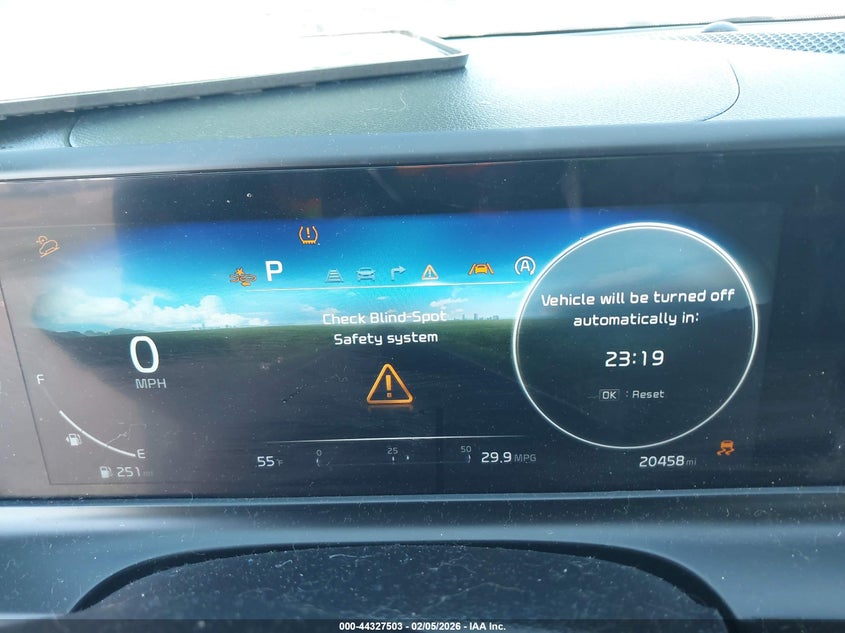 P
A
Vehicle will be turned off
automatically in:
Check Blind-Spot
Safety system
0
MPH
23:19
OK : Reset
F
E
251 mi
55°F
0 25 50
29.9 MPG
20458 mi
000-44327503 - 02/05/2026 - IAA Inc.